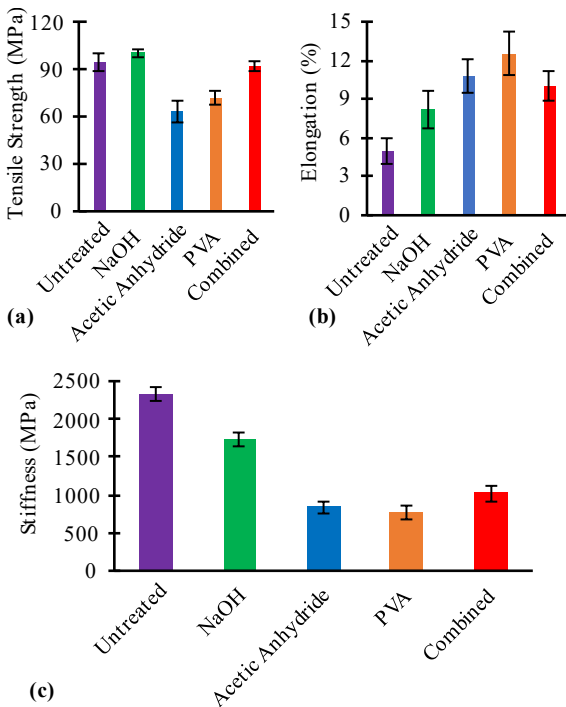 Tensile Strength (MPa)
120
90
60
30
0
Untreated
NaOH
Acetic Anhydride
PVA
Combined
(a)
Elongation (%)
15
12
9
6
3
0
Untreated
NaOH
Acetic Anhydride
PVA
Combined
(b)
Stiffness (MPa)
2500
2000
1500
1000
500
0
Untreated
NaOH
Acetic Anhydride
PVA
Combined
(c)